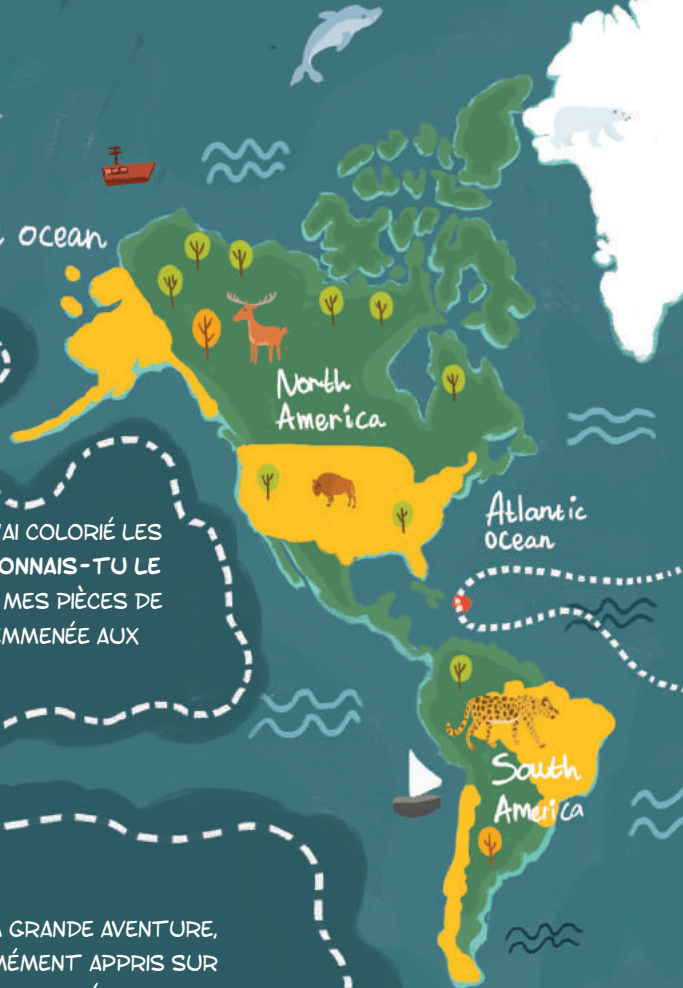 ocean
North
America
Atlantic
ocean
'AI COLORIÉ LES
ONNAIS-TU LE
MES PIÈCES DE
EMMENÉE AUX
South
America
GRANDE AVENTURE,
MÉMENT APPRIS SUR